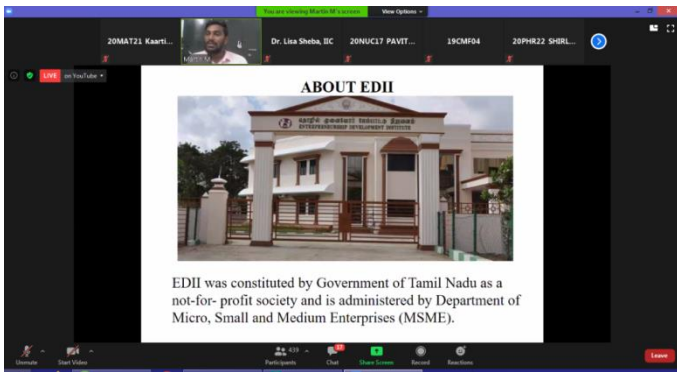 You are viewing Martin M's screen View Options
20MAT21 Kaarti...
Dr. Lisa Sheba, IIC
20NUC17 PAVIT...
19CMF04
20PHR22 SHIRL...
Martin M
LIVE on YouTube
ABOUT EDII
தொழில் முனைவோர் மேம்பாட்டு நிறுவனம்
ENTREPRENEURSHIP DEVELOPMENT INSTITUTE
EDII was constituted by Government of Tamil Nadu as a
not-for- profit society and is administered by Department of
Micro, Small and Medium Enterprises (MSME).
Unmute
Start Video
439
Participants
Chat
Share Screen
Record
Reactions
Leave